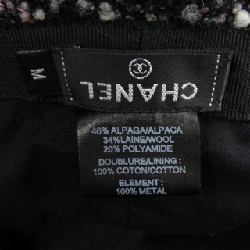 M
CHANEL
46% ALPAGA/ALPACA
34% LAINE/WOOL
20% POLYAMIDE
DOUBLURE/LINING :
100% COTON/COTTON
ELEMENT :
100% METAL